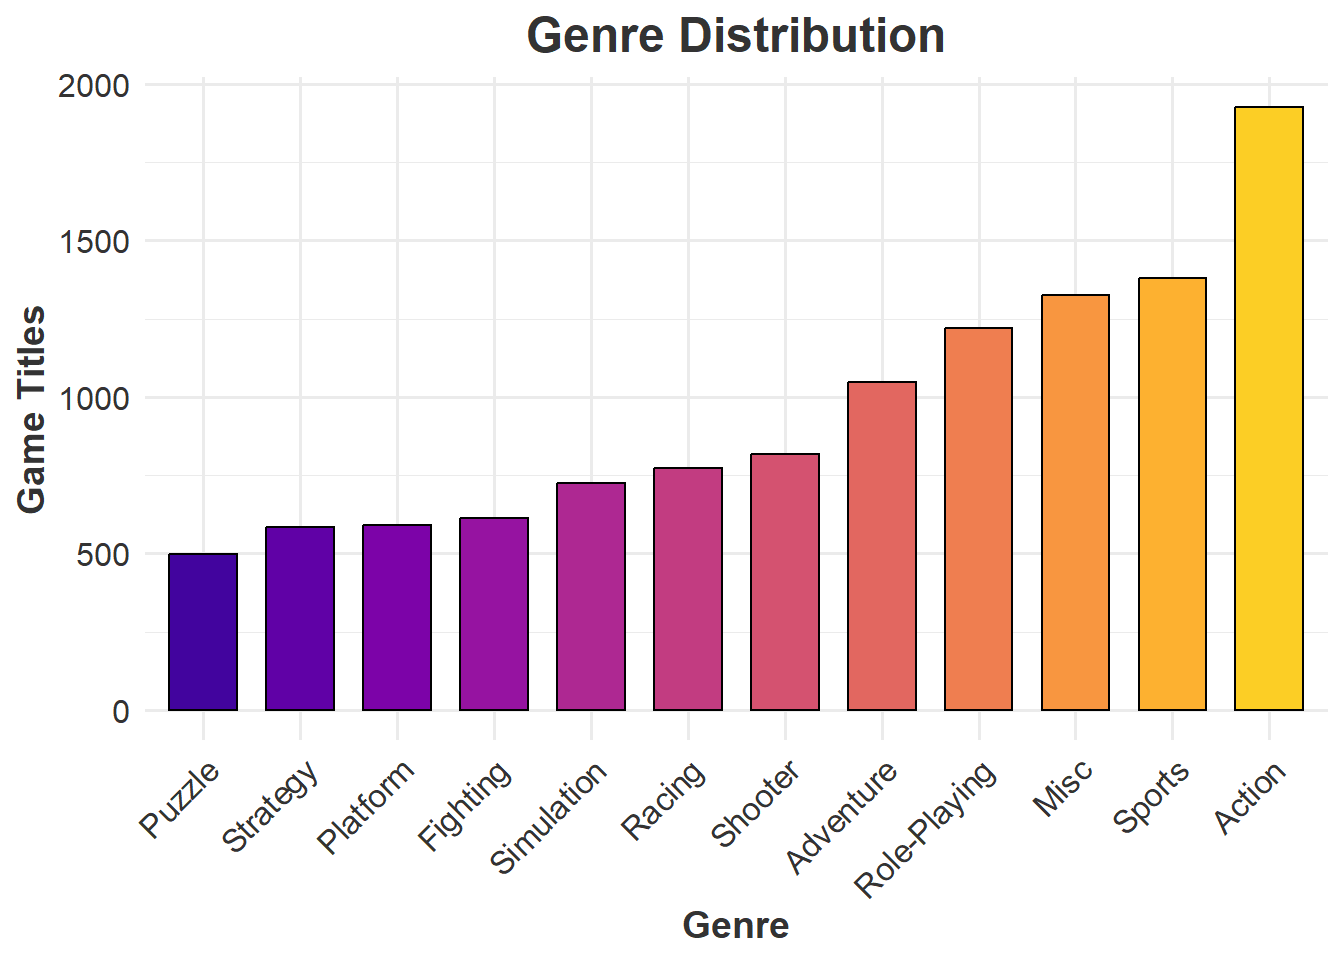 Genre Distribution
Game Titles
2000
1500
1000
500
0
Puzzle
Strategy
Platform
Fighting
Simulation
Racing
Shooter
Adventure
Role-Playing
Misc
Sports
Action
Genre